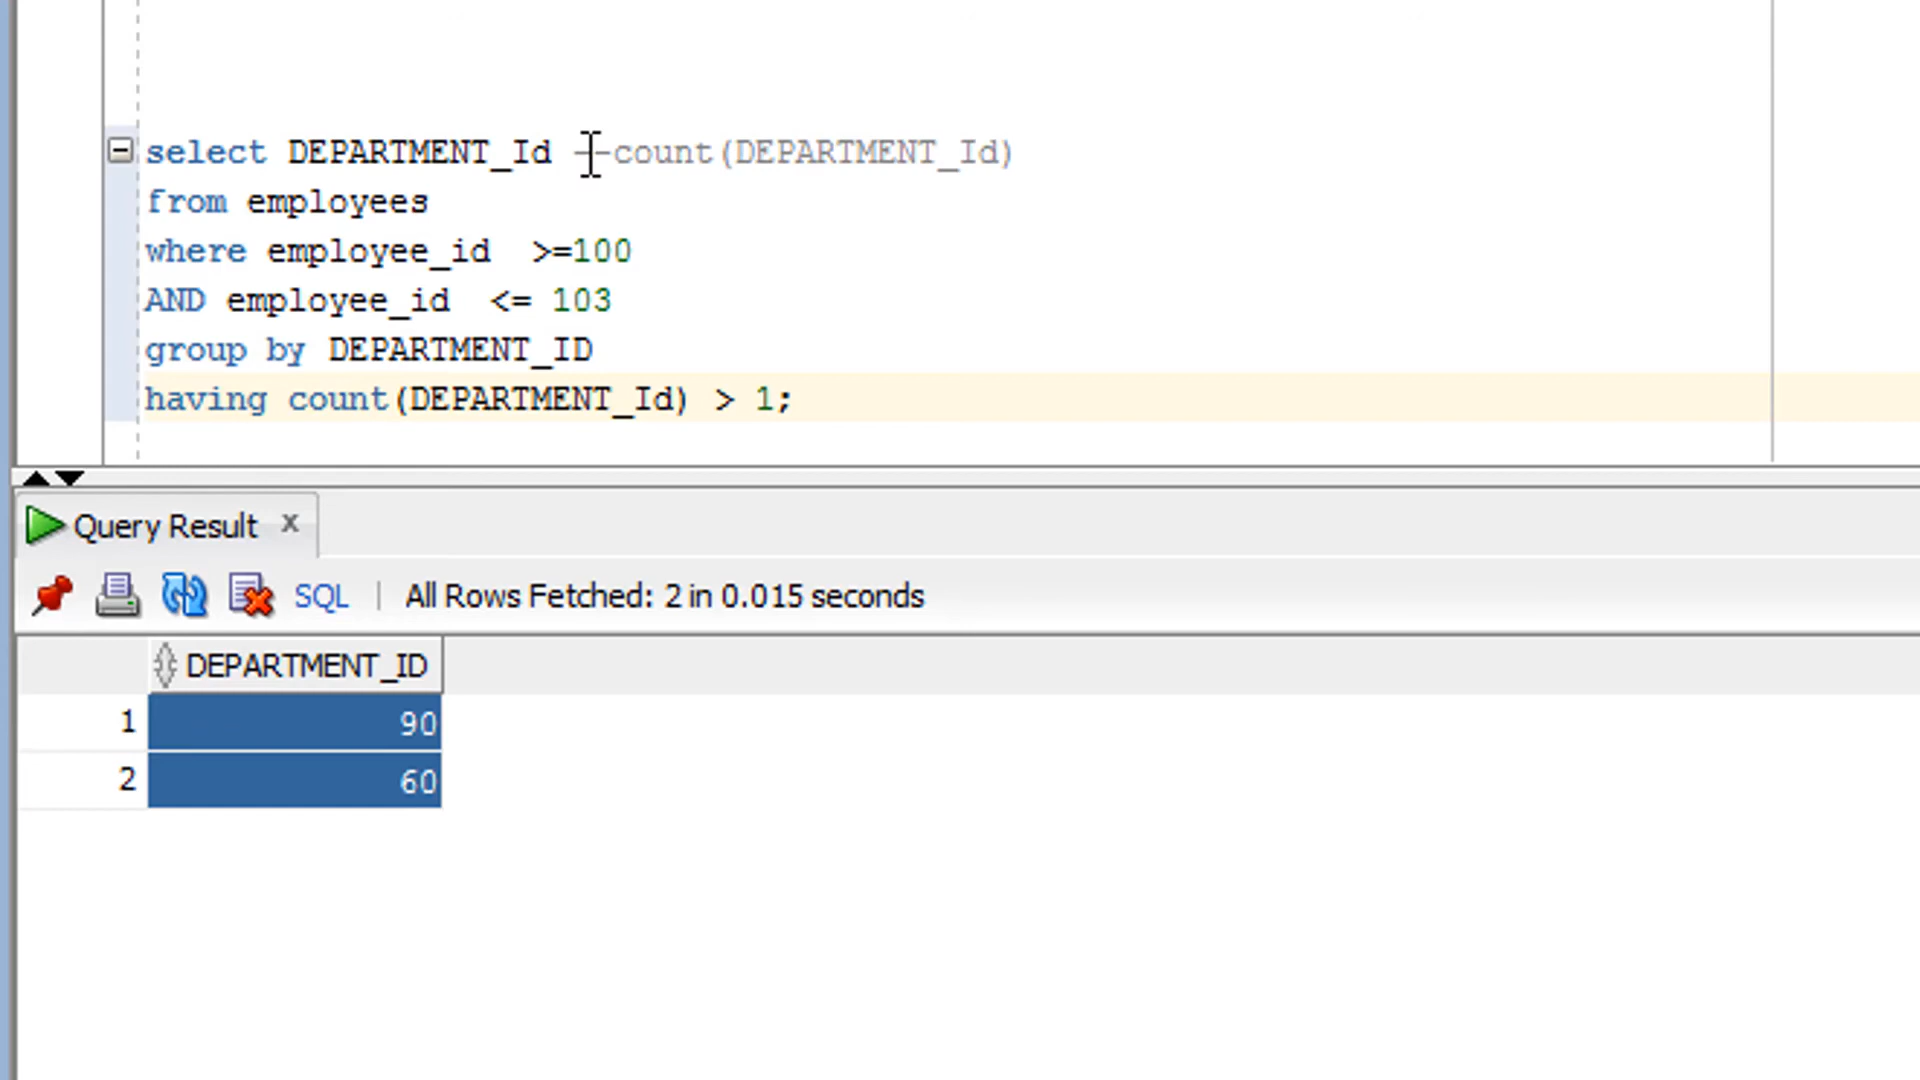 select DEPARTMENT_Id --count(DEPARTMENT_Id)
from employees
where employee_id  >=100
AND employee_id  <= 103
group by DEPARTMENT_ID
having count(DEPARTMENT_Id) > 1;
Query Result x
SQL | All Rows Fetched: 2 in 0.015 seconds
DEPARTMENT_ID
1 90
2 60